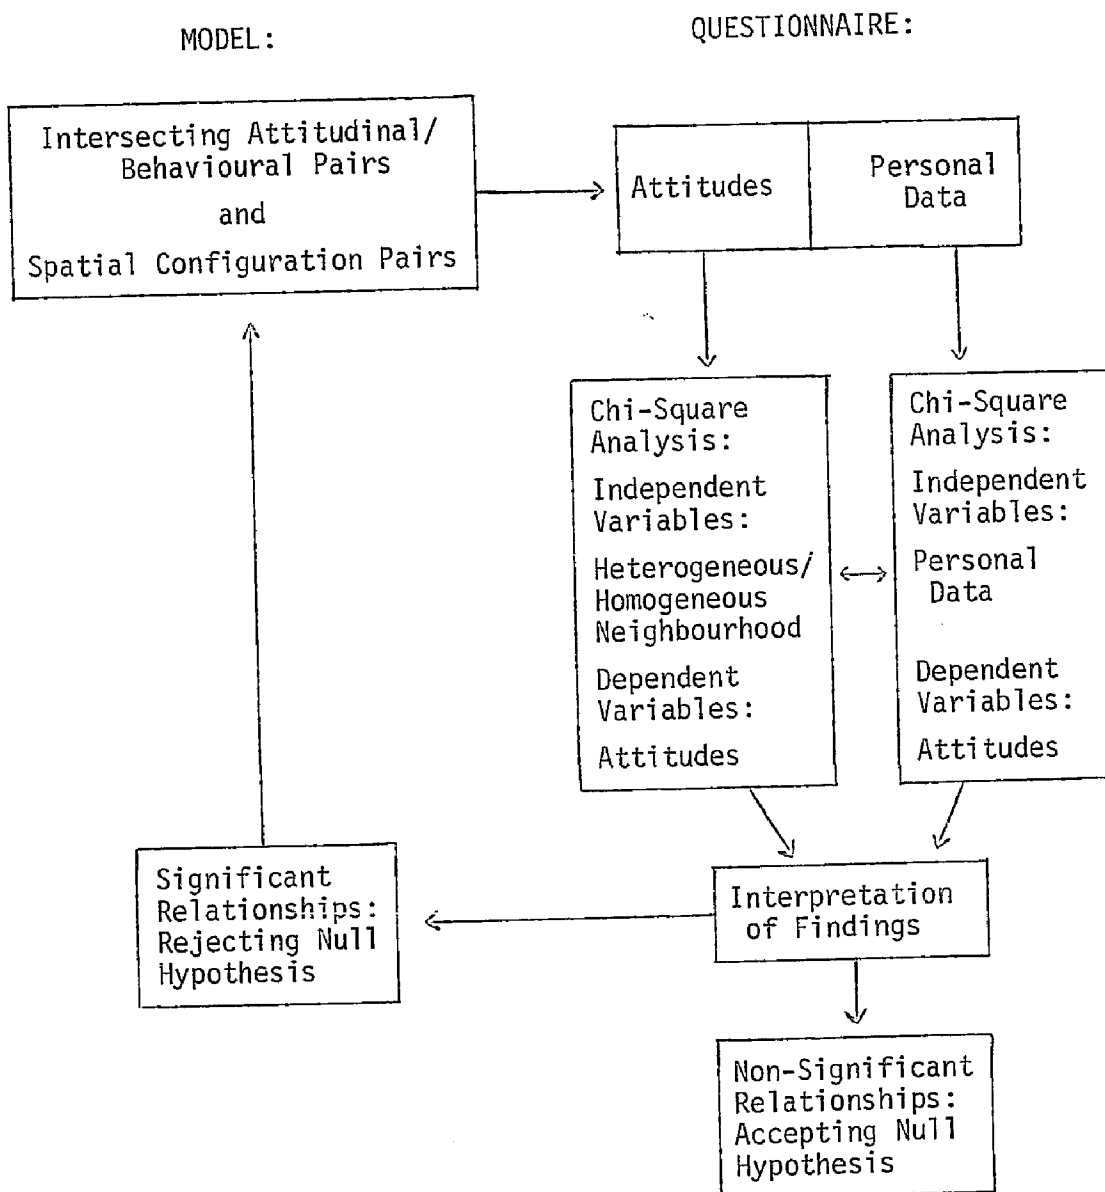 MODEL:
QUESTIONNAIRE:
Intersecting Attitudinal/
Behavioural Pairs
and
Spatial Configuration Pairs
Attitudes
Personal
Data
Chi-Square
Analysis:
Independent
Variables:
Heterogeneous/
Homogeneous
Neighbourhood
Dependent
Variables:
Attitudes
Chi-Square
Analysis:
Independent
Variables:
Personal
Data
Dependent
Variables:
Attitudes
Significant
Relationships:
Rejecting Null
Hypothesis
Interpretation
of Findings
Non-Significant
Relationships:
Accepting Null
Hypothesis